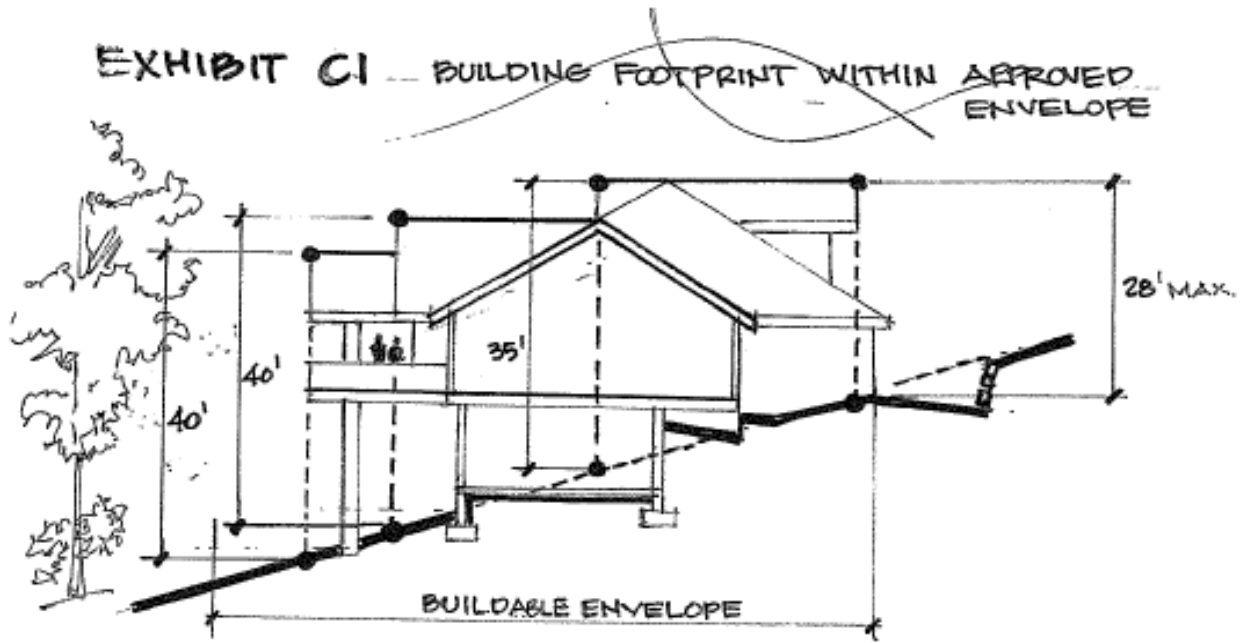 EXHIBIT C1 BUILDING FOOTPRINT WITHIN APPROVED
ENVELOPE
28' MAX.
35'
40'
40'
BUILDABLE ENVELOPE